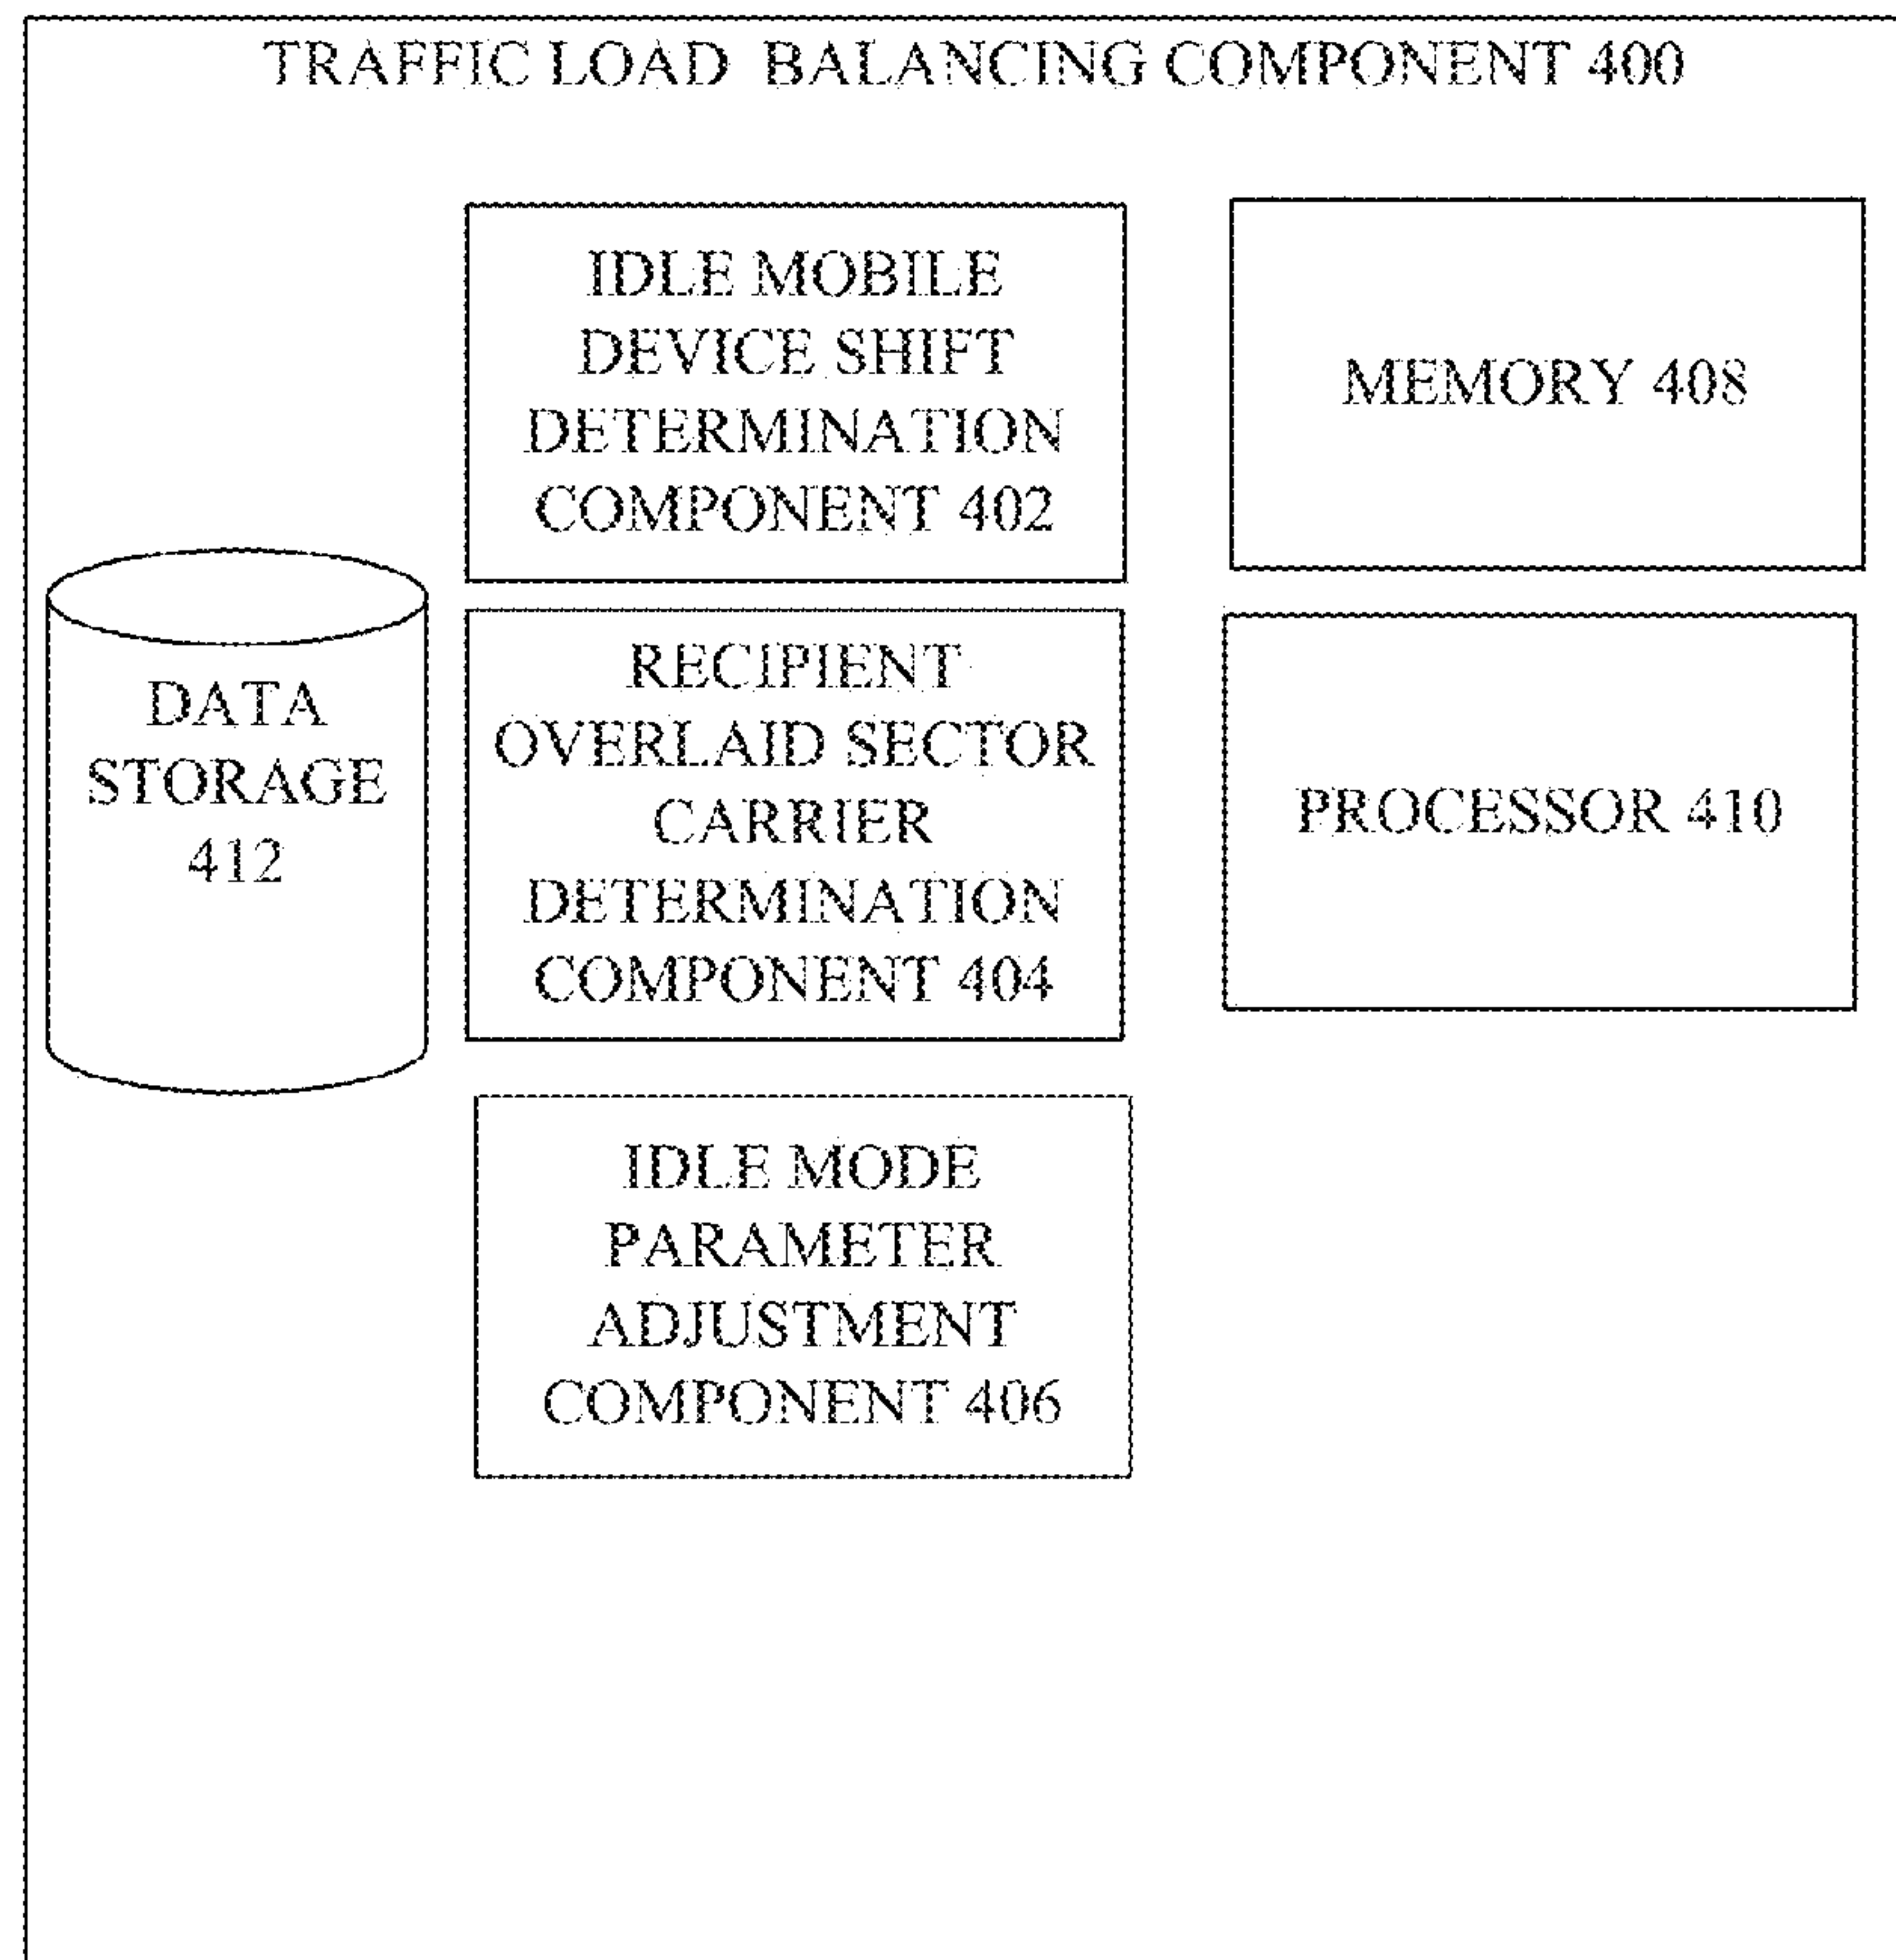 TRAFFIC LOAD BALANCING COMPONENT 400
IDLE MOBILE
DEVICE SHIFT
DETERMINATION
COMPONENT 402
MEMORY 408
DATA
STORAGE
412
RECIPIENT
OVERLAID SECTOR
CARRIER
DETERMINATION
COMPONENT 404
PROCESSOR 410
IDLE MODE
PARAMETER
ADJUSTMENT
COMPONENT 406